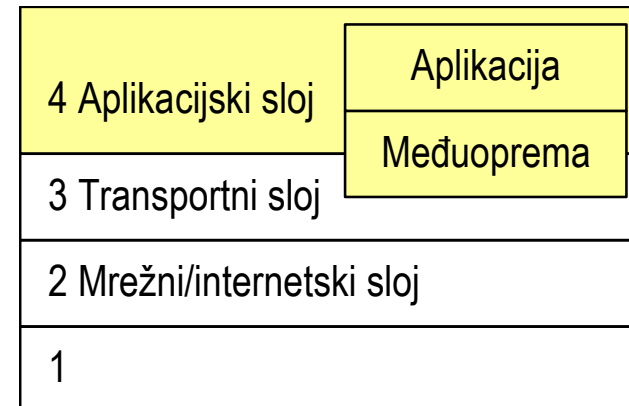 4 Aplikacijski sloj
Aplikacija
Međuoprema
3 Transportni sloj
2 Mrežni/internetski sloj
1